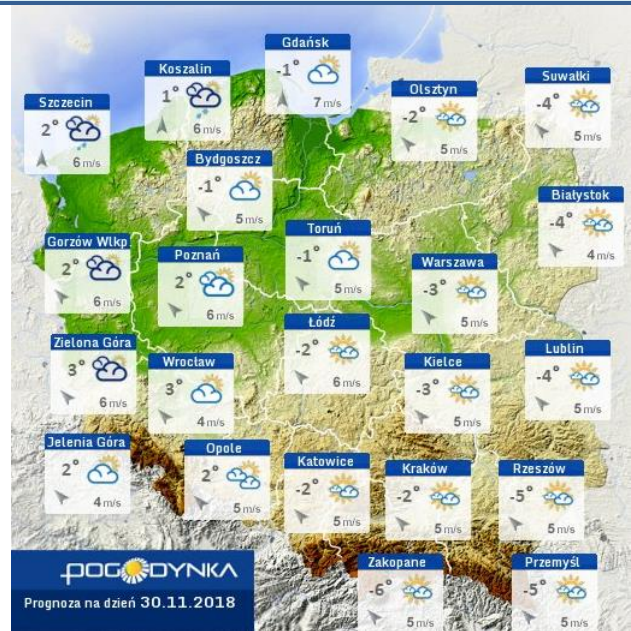 Gdańsk
-1°
7 m/s
Koszalin
1°
6 m/s
Suwałki
-4°
5 m/s
Olsztyn
-2°
5 m/s
Szczecin
2°
6 m/s
Bydgoszcz
-1°
5 m/s
Białystok
-4°
4 m/s
Toruń
-1°
5 m/s
Gorzów Wlkp
2°
6 m/s
Poznań
2°
6 m/s
Warszawa
-3°
5 m/s
Łódź
-2°
6 m/s
Zielona Góra
3°
6 m/s
Wrocław
3°
4 m/s
Kielce
-3°
5 m/s
Lublin
-4°
5 m/s
Jelenia Góra
2°
4 m/s
Opole
2°
5 m/s
Katowice
-2°
5 m/s
Kraków
-2°
5 m/s
Rzeszów
-5°
5 m/s
Zakopane
-6°
5 m/s
Przemyśl
-5°
5 m/s
POGODYNKA
Prognoza na dzień 30.11.2018